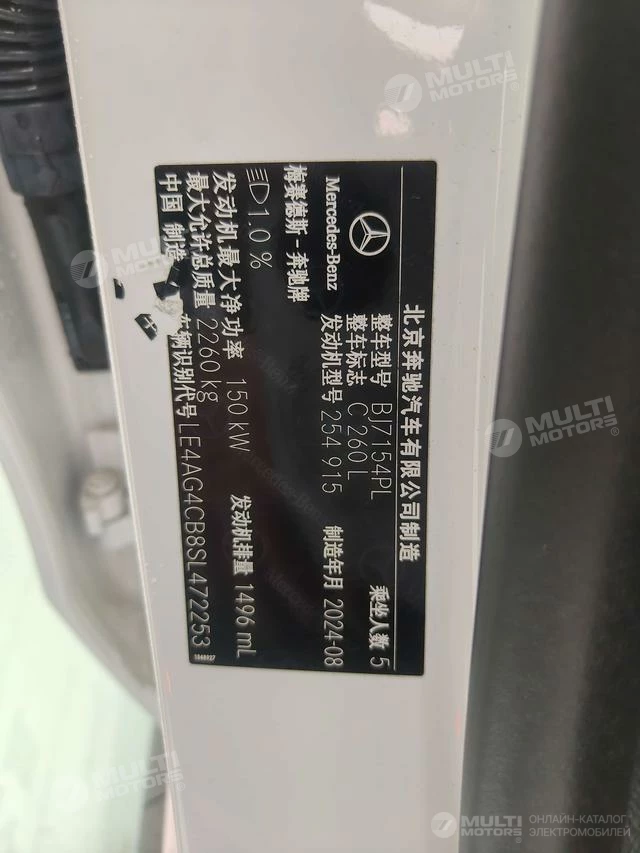 北京奔驰汽车有限公司制造
Mercedes-Benz
梅赛德斯-奔驰牌
整车型号 BJ7154PL 乘坐人数 5
整车标志 C 260 L
发动机型号 254 915 制造年月 2024-08
1.0 %
发动机最大净功率 150 kW 发动机排量 1496 mL
最大允许总质量 2260 kg
中国 制造
车辆识别代号 LE4AG4CB8SL472253
MULTI
MOTORS®
MULTI
MOTORS®
MULTI
MOTORS®
MULTI
MOTORS®
MULTI
MOTORS®
ОНЛАЙН-КАТАЛОГ
ЭЛЕКТРОМОБИЛЕЙ